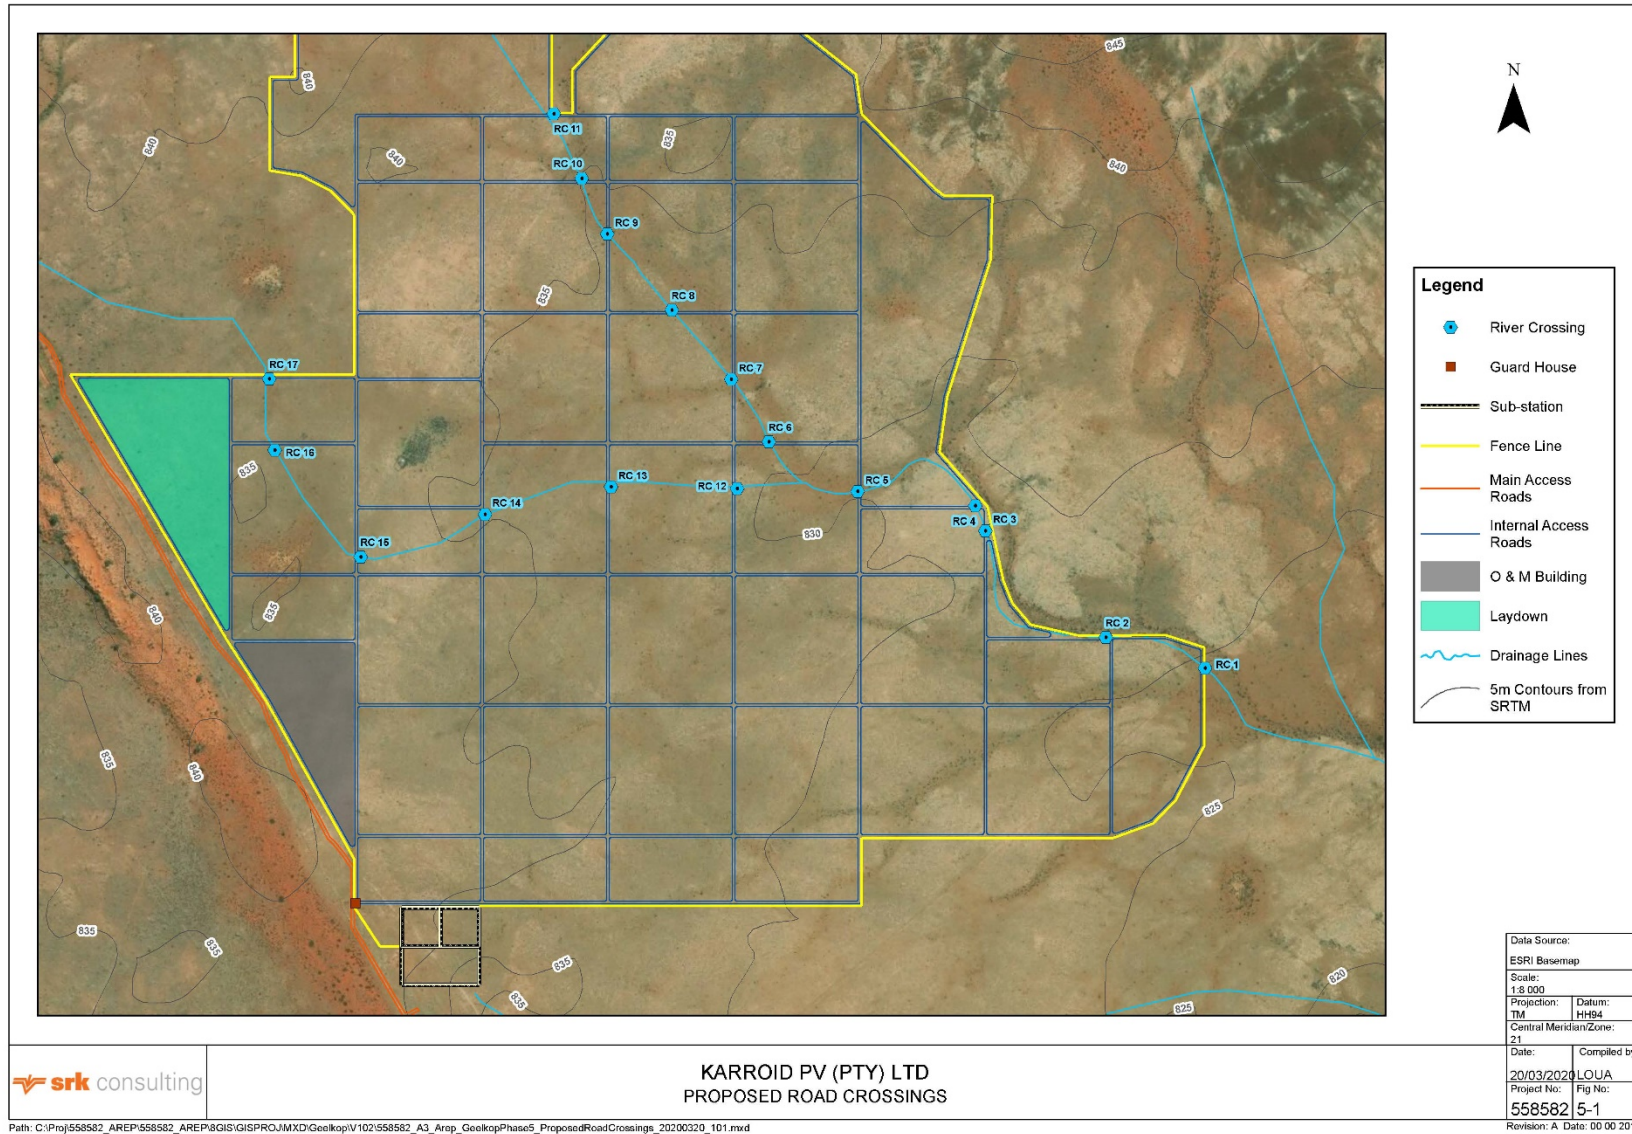 840
845
N
RC 11
840
835
840
RC 10
840
RC 9
835
RC 8
Legend
River Crossing
Guard House
Sub-station
Fence Line
Main Access
Roads
Internal Access
Roads
O & M Building
Laydown
Drainage Lines
5m Contours from
SRTM
RC 17
RC 7
RC 6
RC 16
835
RC 13
RC 12
RC 5
RC 14
RC 4
RC 3
830
RC 15
835
840
RC 2
RC 1
835
840
825
835
835
835
835
820
825
Data Source:
ESRI Basemap
Scale:
1:8 000
Projection: Datum:
TM HH94
Central Meridian/Zone:
21
Date: Compiled by
20/03/2020 LOUA
Project No: Fig No:
558582 5-1
Revision: A Date: 00 00 201
srk consulting
KARROID PV (PTY) LTD
PROPOSED ROAD CROSSINGS
Path: C:\Proj\558582_AREP\558582_AREP\8GIS\GISPROJ\MXD\Geelkop\V102\558582_A3_Arep_GeelkopPhase5_ProposedRoadCrossings_20200320_101.mxd